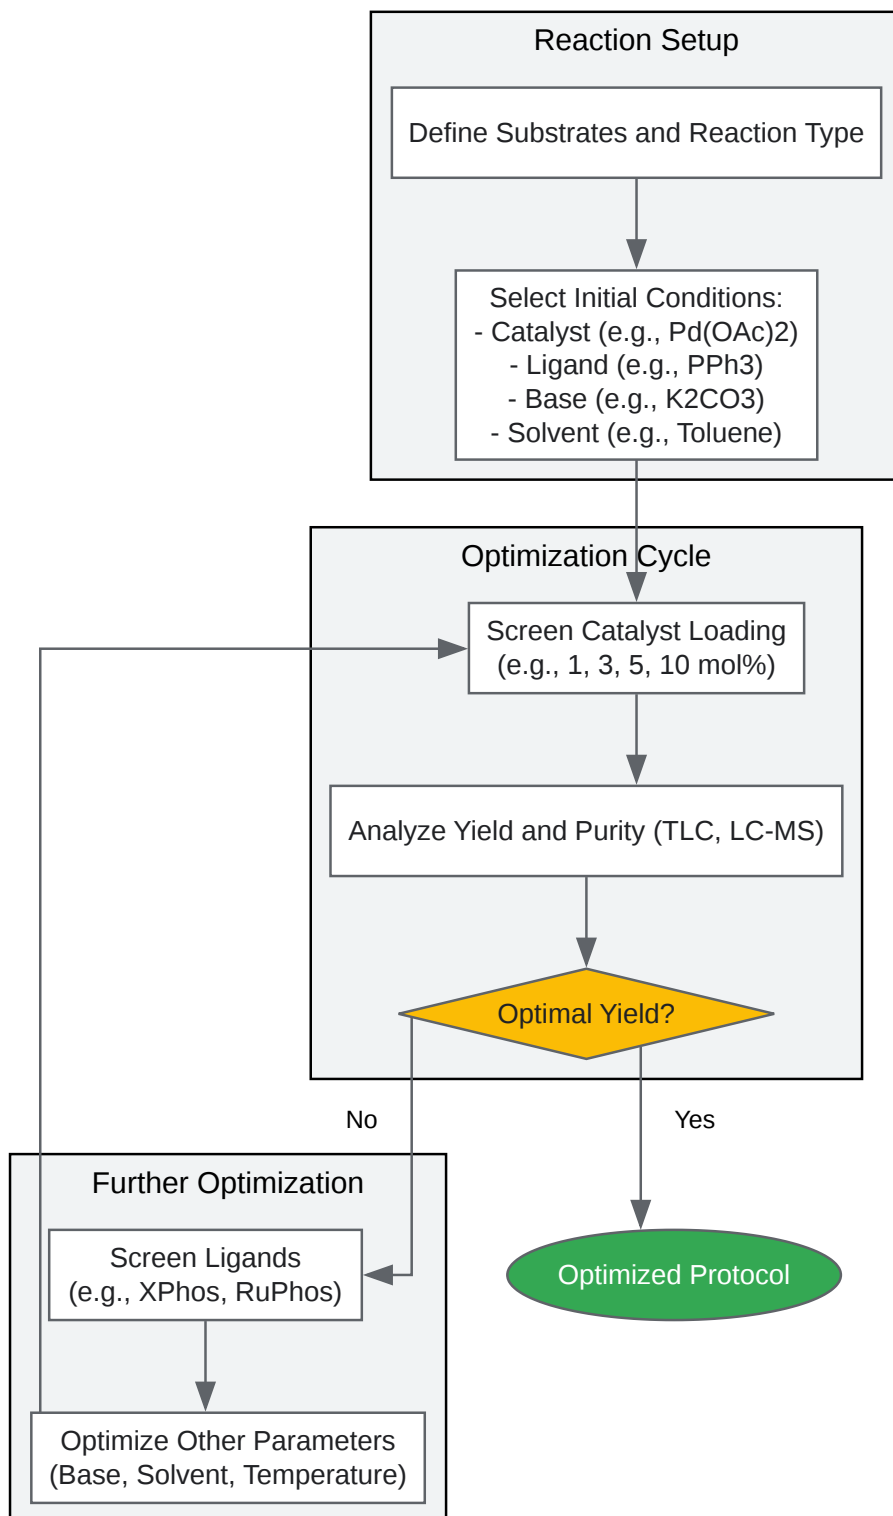 Reaction Setup
Define Substrates and Reaction Type
Select Initial Conditions:
- Catalyst (e.g., Pd(OAc)2)
- Ligand (e.g., PPh3)
- Base (e.g., K2CO3)
- Solvent (e.g., Toluene)
Optimization Cycle
Screen Catalyst Loading
(e.g., 1, 3, 5, 10 mol%)
Analyze Yield and Purity (TLC, LC-MS)
Optimal Yield?
No
Yes
Further Optimization
Screen Ligands
(e.g., XPhos, RuPhos)
Optimized Protocol
Optimize Other Parameters
(Base, Solvent, Temperature)